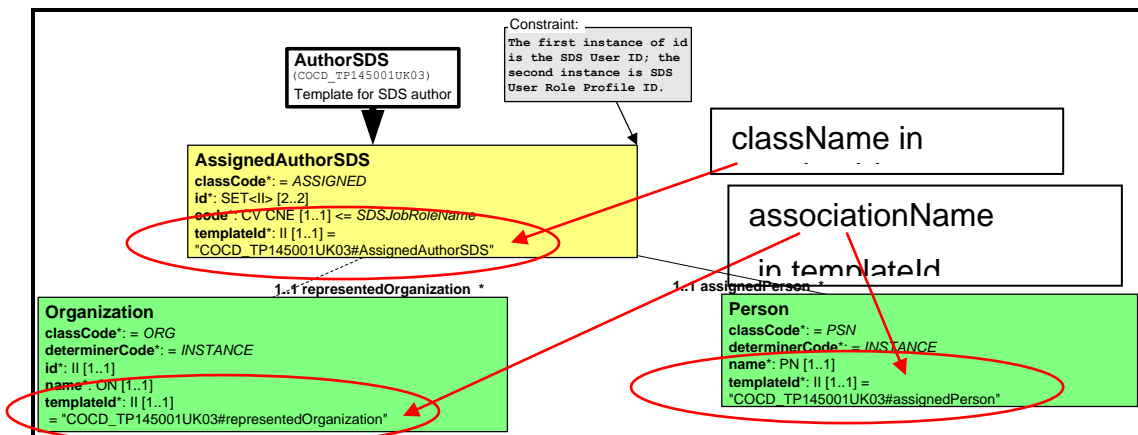 Constraint:
The first instance of id
is the SDS User ID; the
second instance is SDS
User Role Profile ID.
AuthorSDS
(COCD_TP145001UK03)
Template for SDS author
className in
associationName
in templateId
AssignedAuthorSDS
classCode*: = ASSIGNED
id*: SET<II> [2..2]
code*: CV CNE [1..1] <= SDSJobRoleName
templateId*: II [1..1] =
"COCD_TP145001UK03#AssignedAuthorSDS"
1..1 representedOrganization *
1..1 assignedPerson *
Organization
classCode*: = ORG
determinerCode*: = INSTANCE
id*: II [1..1]
name*: ON [1..1]
templateId*: II [1..1]
= "COCD_TP145001UK03#representedOrganization"
Person
classCode*: = PSN
determinerCode*: = INSTANCE
name*: PN [1..1]
templateId*: II [1..1] =
"COCD_TP145001UK03#assignedPerson"